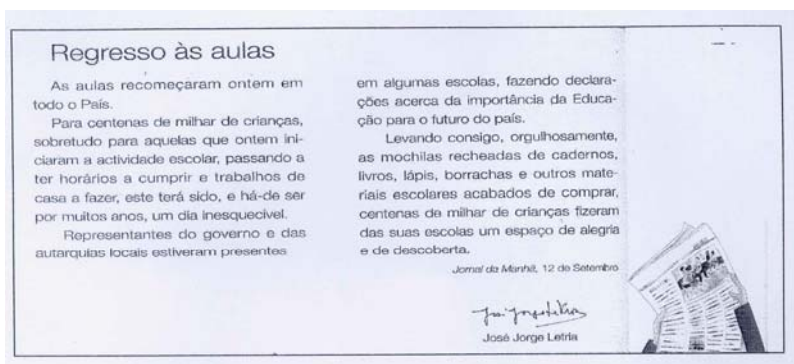 Regresso às aulas
As aulas recomeçaram ontem em
todo o País.
Para centenas de milhar de crianças,
sobretudo para aquelas que ontem ini-
ciaram a actividade escolar, passando a
ter horários a cumprir e trabalhos de
casa a fazer, este terá sido, e há-de ser
por muitos anos, um dia inesquecível.
Representantes do governo e das
autarquias locais estiveram presentes
em algumas escolas, fazendo declara-
ções acerca da importância da Educa-
ção para o futuro do país.
Levando consigo, orgulhosamente,
as mochilas recheadas de cadernos,
livros, lápis, borrachas e outros mate-
riais escolares acabados de comprar,
centenas de milhar de crianças fizeram
das suas escolas um espaço de alegria
e de descoberta.
Jornal da Manhã, 12 de Setembro
José Jorge Letria
José Jorge Letria